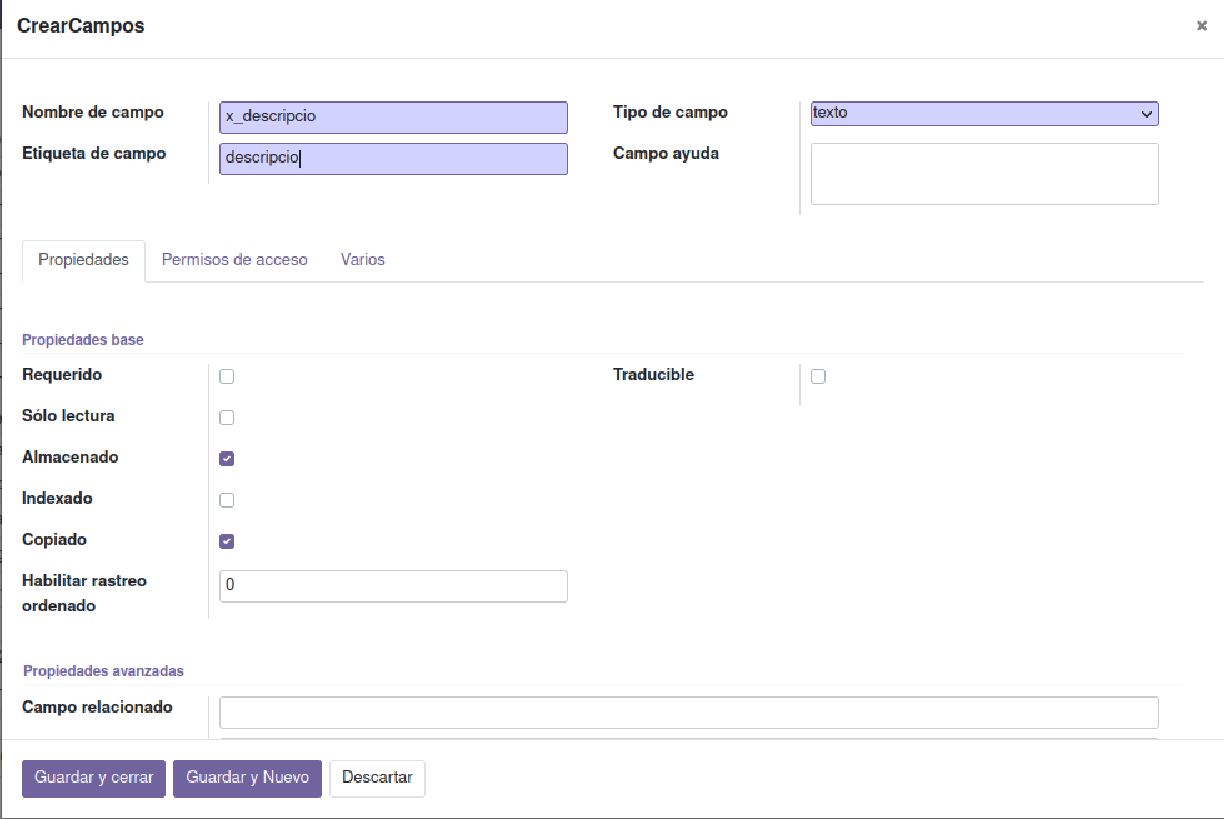 CrearCampos
Nombre de campo
x_descripcio
Tipo de campo
texto
Etiqueta de campo
descripcio
Campo ayuda
Propiedades
Permisos de acceso
Varios
Propiedades base
Requerido
Traducible
Sólo lectura
Almacenado
Indexado
Copiado
Habilitar rastreo
ordenado
0
Propiedades avanzadas
Campo relacionado
Guardar y cerrar
Guardar y Nuevo
Descartar